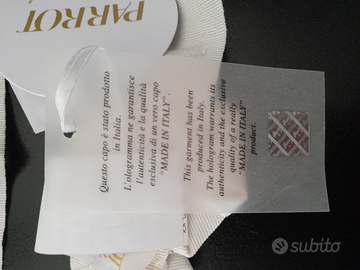 PARROT
Questo capo è stato prodotto
in Italia.
L'ologramma ne garantisce
l'autenticità e la qualità
esclusiva di un vero capo
"MADE IN ITALY".
This garment has been
produced in Italy.
The hologram warrants its
authenticity and the exclusive
quality of a really
"MADE IN ITALY"
product.
subito